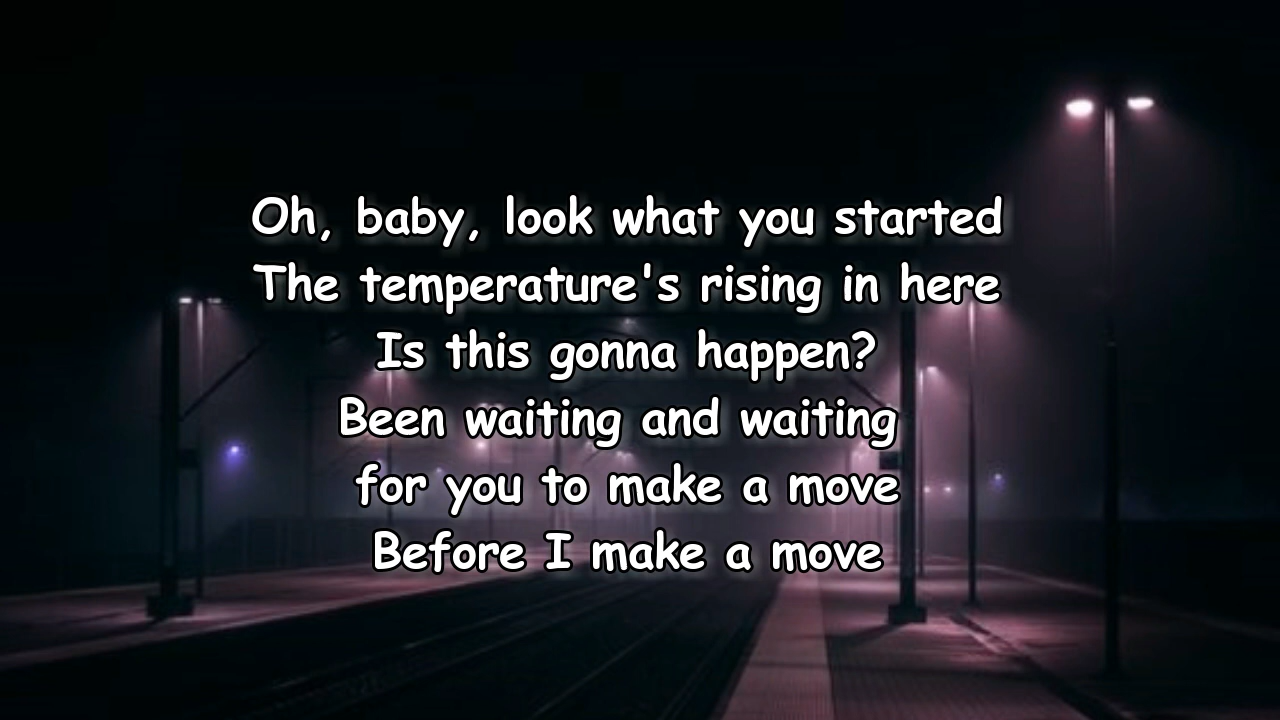 Oh, baby, look what you started
The temperature's rising in here
Is this gonna happen?
Been waiting and waiting
for you to make a move
Before I make a move